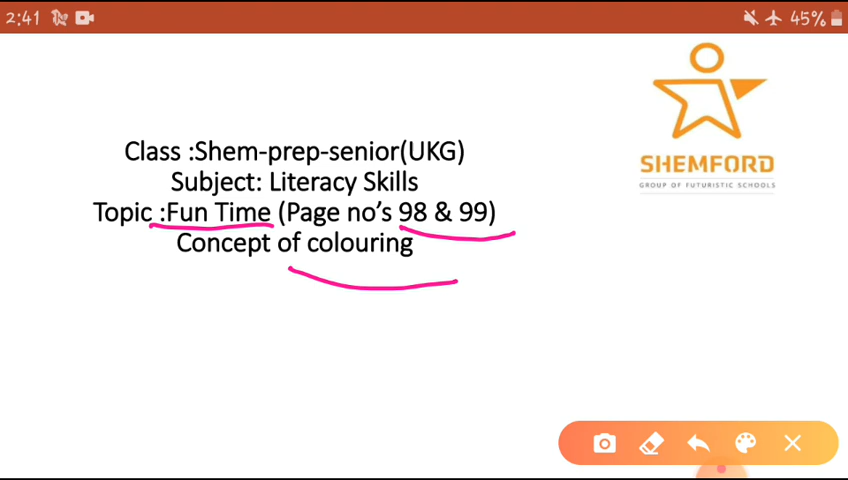 2:41
45%
Class :Shem-prep-senior(UKG)
Subject: Literacy Skills
Topic :Fun Time (Page no’s 98 & 99)
Concept of colouring
SHEMFORD
GROUP OF FUTURISTIC SCHOOLS